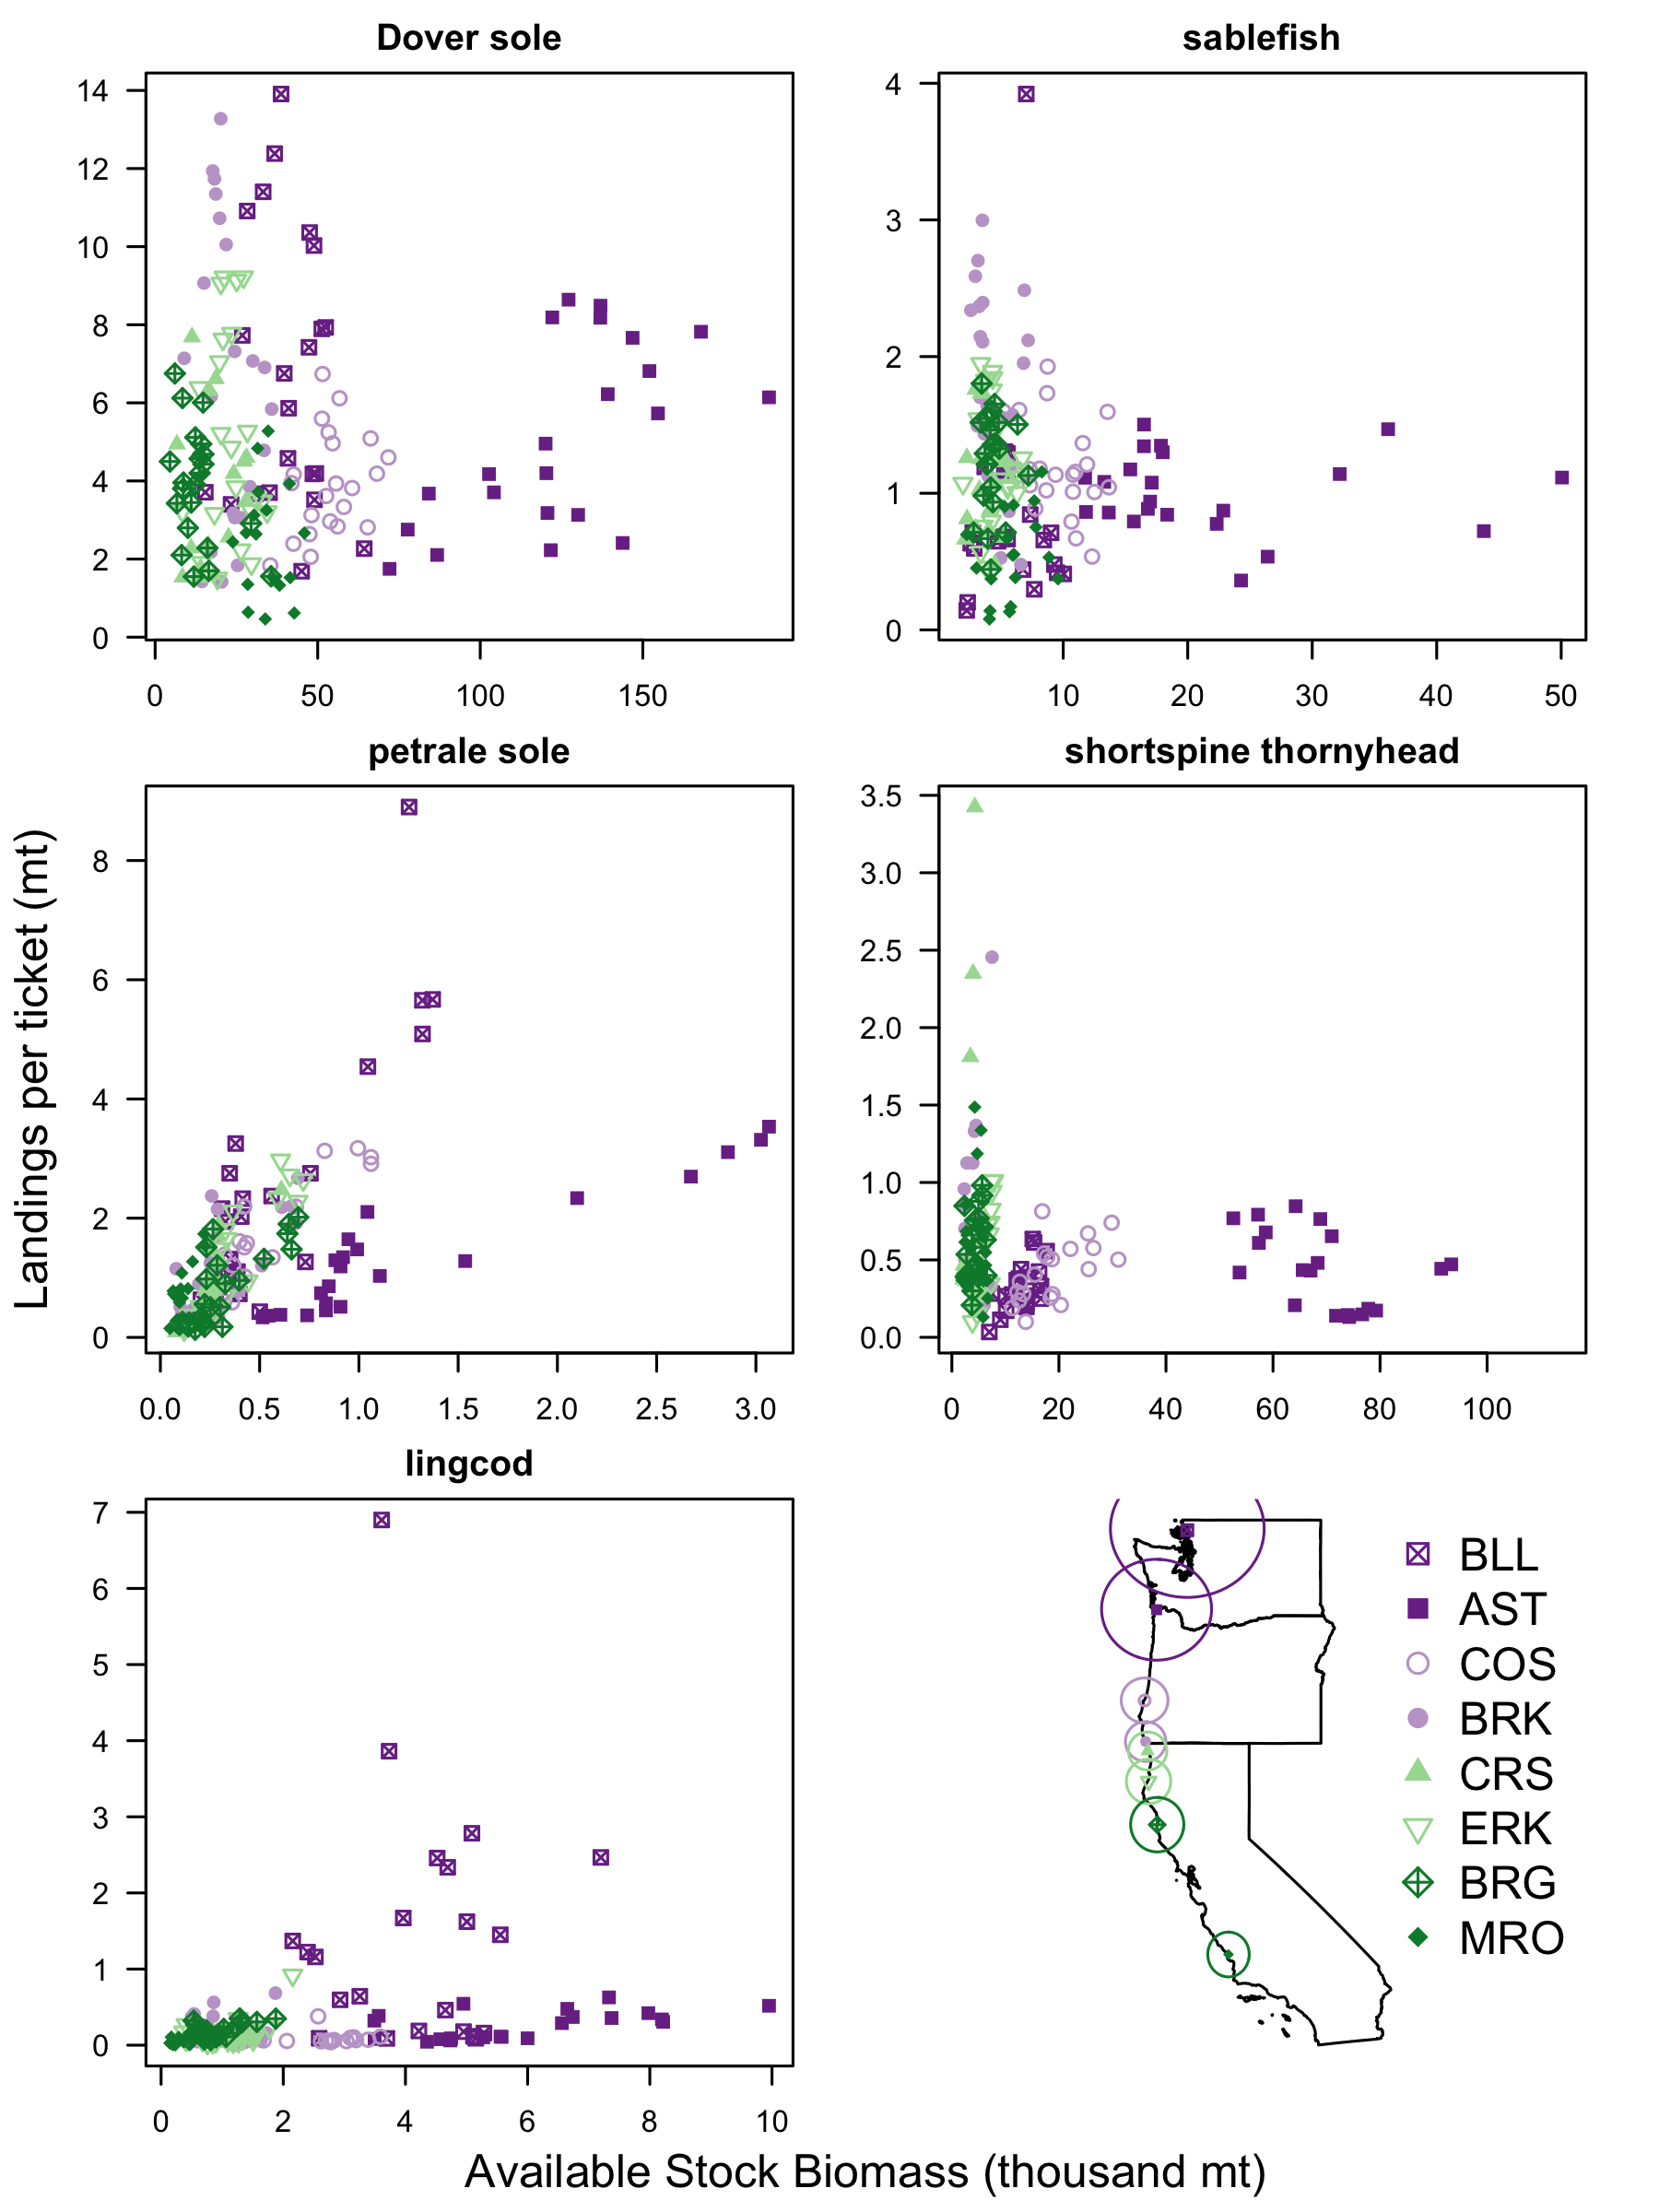 Dover sole
sablefish
14
12
10
8
6
4
2
0
0 50 100 150
4
3
2
1
0
10 20 30 40 50
petrale sole
shortspine thornyhead
Landings per ticket (mt)
8
6
4
2
0
0.0 0.5 1.0 1.5 2.0 2.5 3.0
3.5
3.0
2.5
2.0
1.5
1.0
0.5
0.0
0 20 40 60 80 100
lingcod
7
6
5
4
3
2
1
0
0 2 4 6 8 10
BLL
AST
COS
BRK
CRS
ERK
BRG
MRO
Available Stock Biomass (thousand mt)